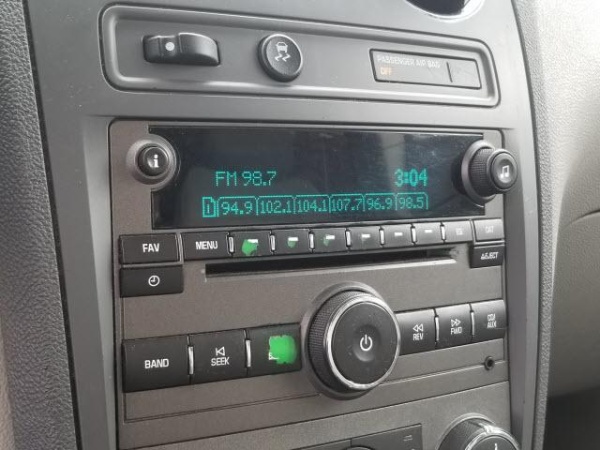 PASSENGER AIR BAG
OFF
i
FM 98.7 3:04
1 94.9 102.1 104.1 107.7 96.9 98.5
FAV MENU
EJECT
BAND SEEK REV FWD AUX